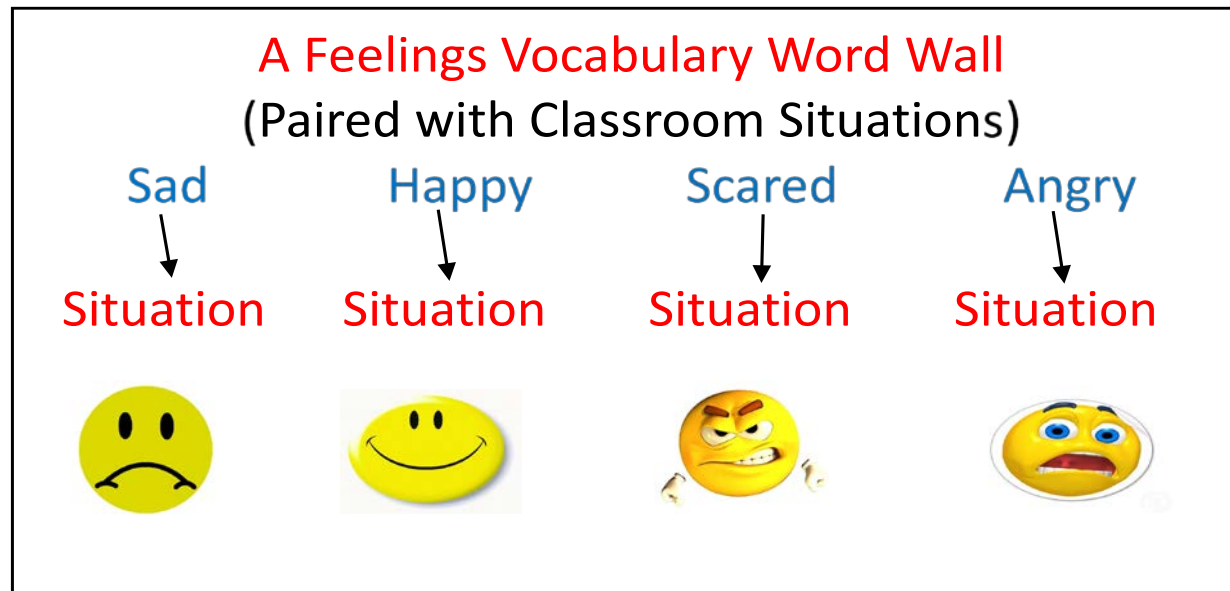 A Feelings Vocabulary Word Wall
(Paired with Classroom Situations)
Sad Happy Scared Angry
Situation Situation Situation Situation